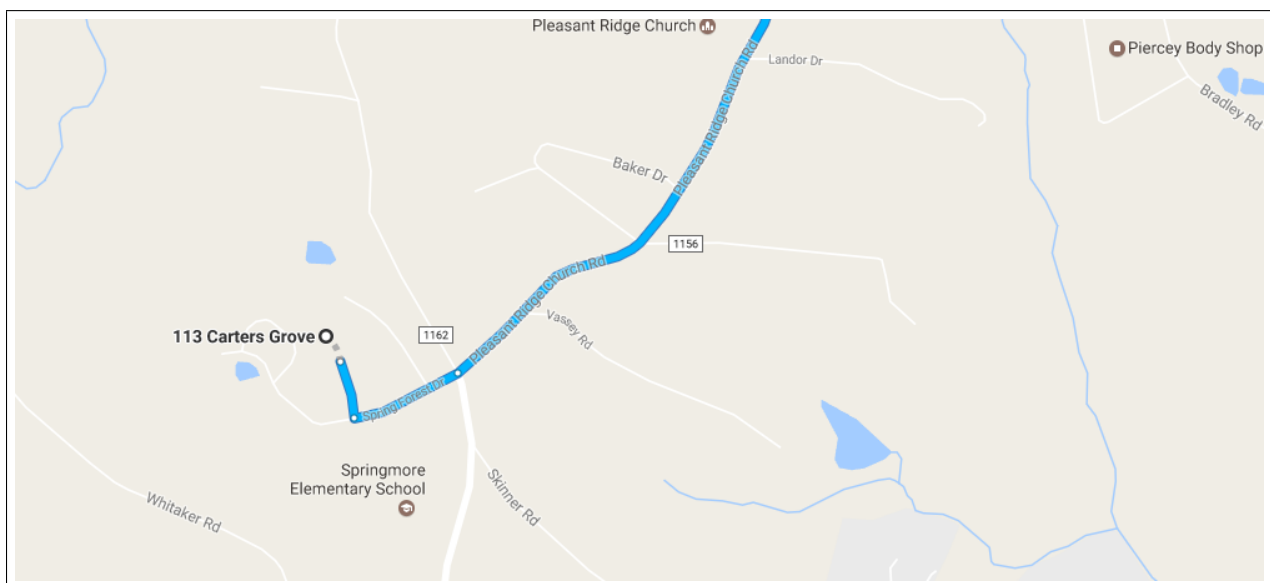 Pleasant Ridge Church
Piercey Body Shop
Landor Dr
Bradley Rd
Pleasant Ridge Church Rd
Baker Dr
1156
Pleasant Ridge Church Rd
Vassey Rd
1162
113 Carters Grove
Pleasant Ridge Church Rd
Spring Forest Dr
Springmore
Elementary School
Skinner Rd
Whitaker Rd